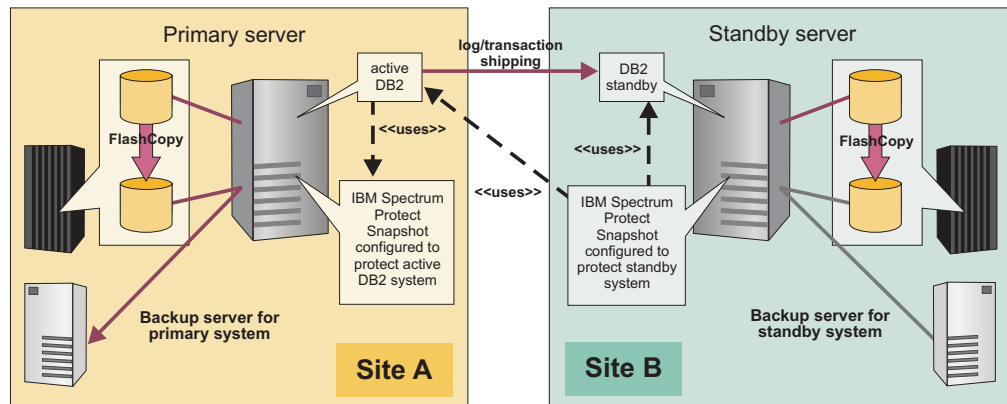 Primary server
active
DB2
log/transaction
shipping
DB2
standby
Standby server
FlashCopy
<<uses>>
<<uses>>
FlashCopy
<<uses>>
IBM Spectrum
Protect
Snapshot
configured to
protect active
DB2 system
IBM Spectrum
Protect
Snapshot
configured to
protect standby
system
Backup server for
primary system
Backup server for
standby system
Site A
Site B